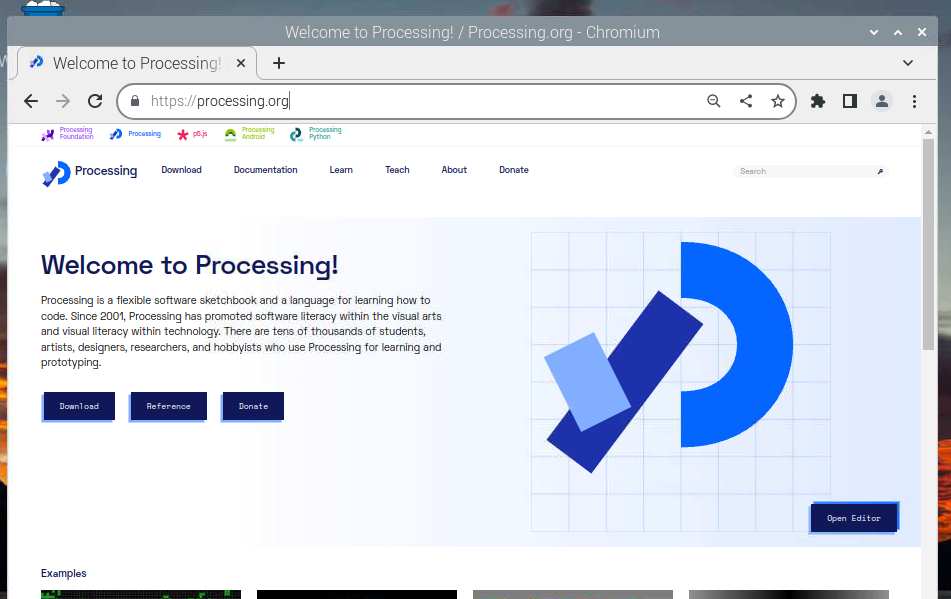 Welcome to Processing! / Processing.org - Chromium
Welcome to Processing!
https://processing.org
Processing Foundation
Processing
p5.js
Processing Android
Processing Python
Processing
Download
Documentation
Learn
Teach
About
Donate
Search
Welcome to Processing!
Processing is a flexible software sketchbook and a language for learning how to
code. Since 2001, Processing has promoted software literacy within the visual arts
and visual literacy within technology. There are tens of thousands of students,
artists, designers, researchers, and hobbyists who use Processing for learning and
prototyping.
Download
Reference
Donate
Open Editor
Examples